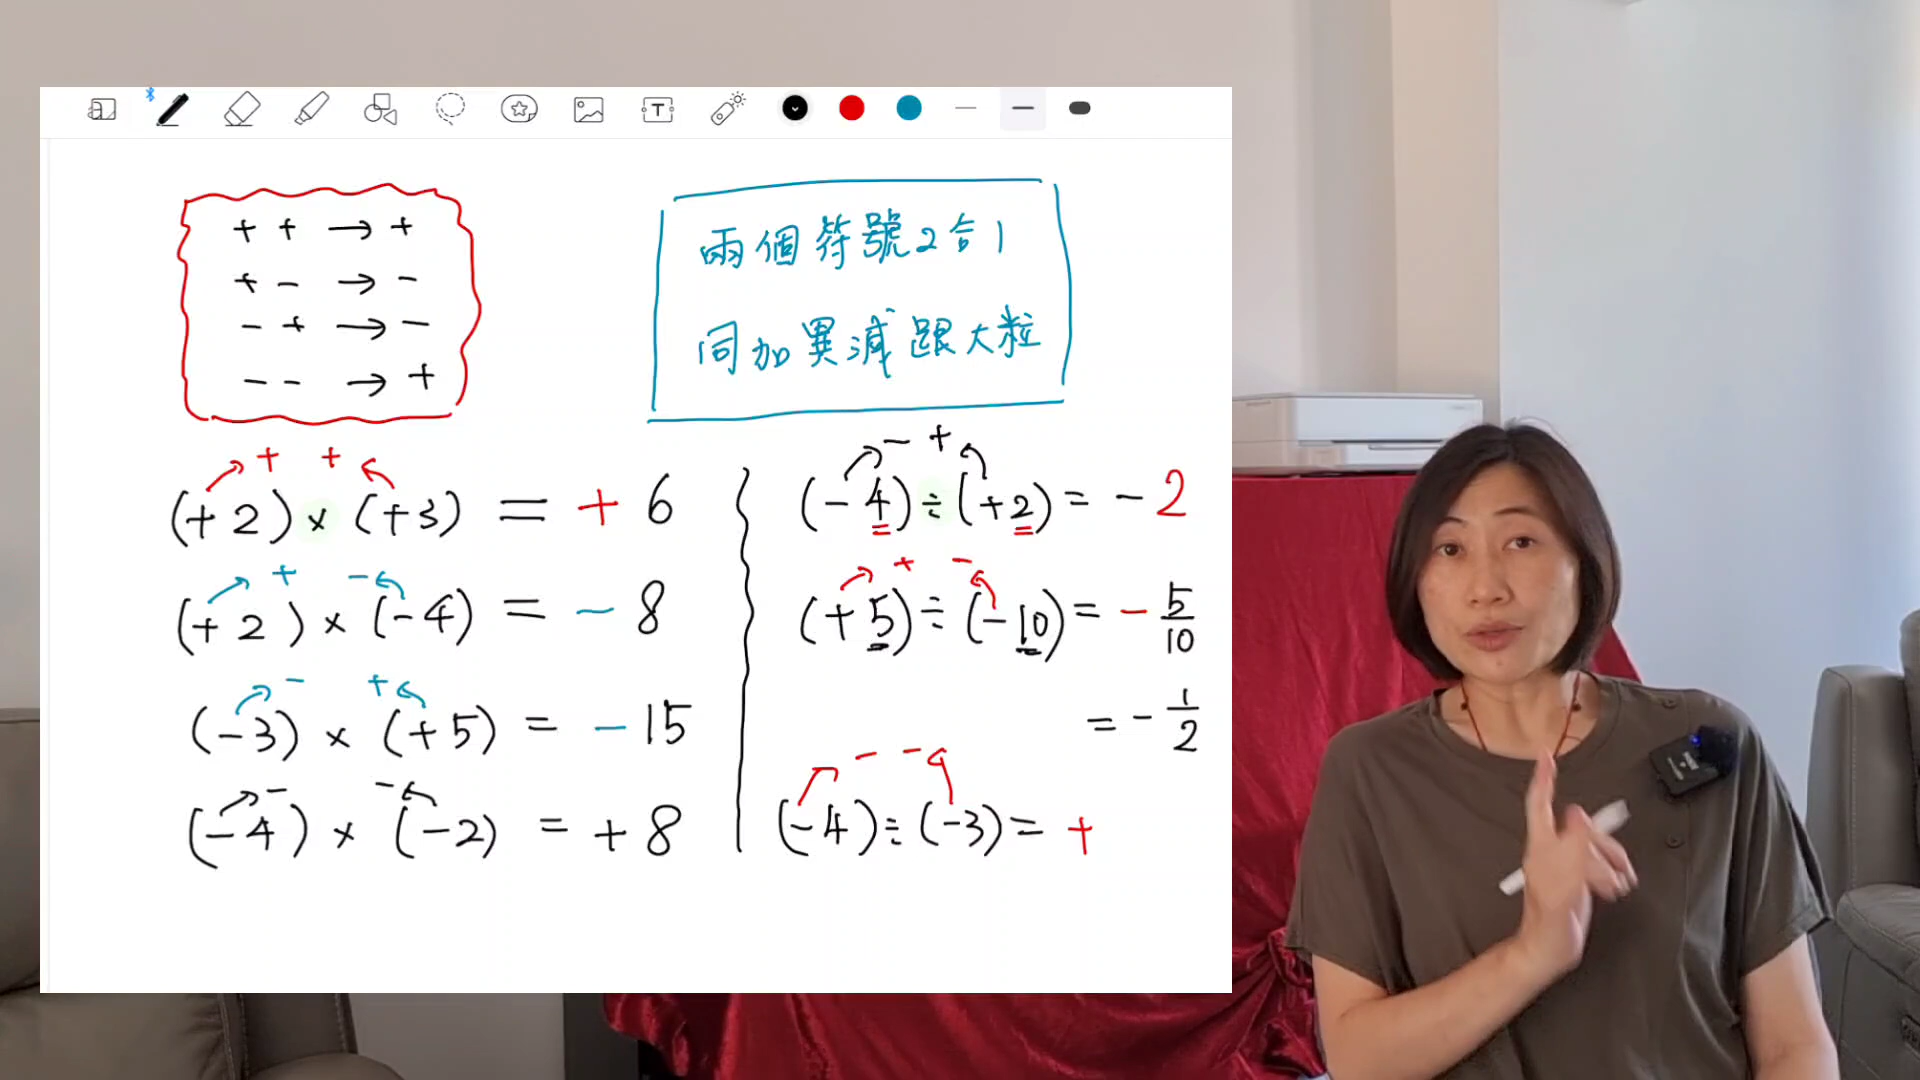 + + → +
+ - → -
- + → -
- - → +
兩個符號2合1
同加異減跟大粒
+ +
(+2) × (+3) = + 6
+ -
(+2) × (-4) = - 8
- +
(-3) × (+5) = - 15
- -
(-4) × (-2) = + 8
- +
(-4) ÷ (+2) = - 2
+ -
(+5) ÷ (-10) = - 5/10
= - 1/2
- -
(-4) ÷ (-3) = +
T